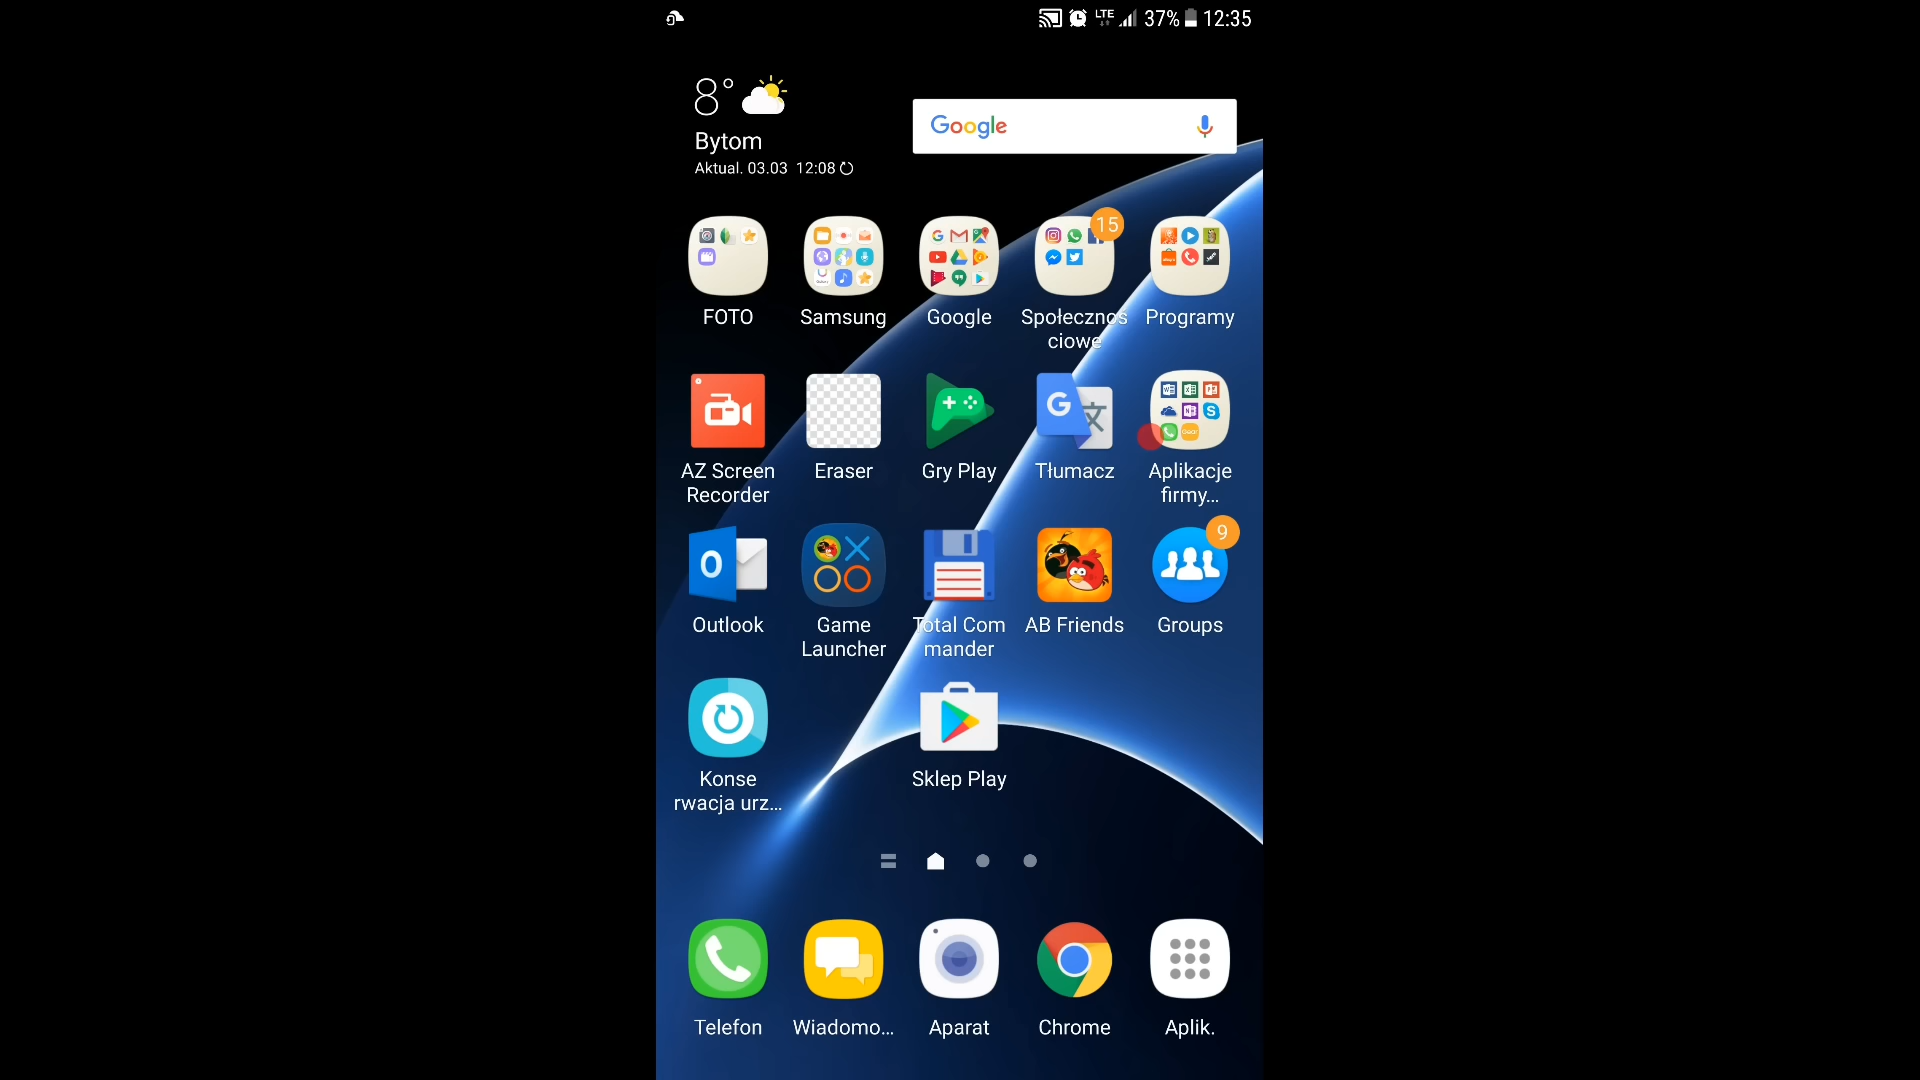 LTE 37% 12:35
8°
Bytom
Aktual. 03.03 12:08
Google
15
FOTO
Samsung
Google
Społecznos
ciowe
Programy
AZ Screen
Recorder
Eraser
Gry Play
Tłumacz
Aplikacje
firmy...
9
Outlook
Game
Launcher
Total Com
mander
AB Friends
Groups
Konse
rwacja urz...
Sklep Play
Telefon
Wiadomo...
Aparat
Chrome
Aplik.